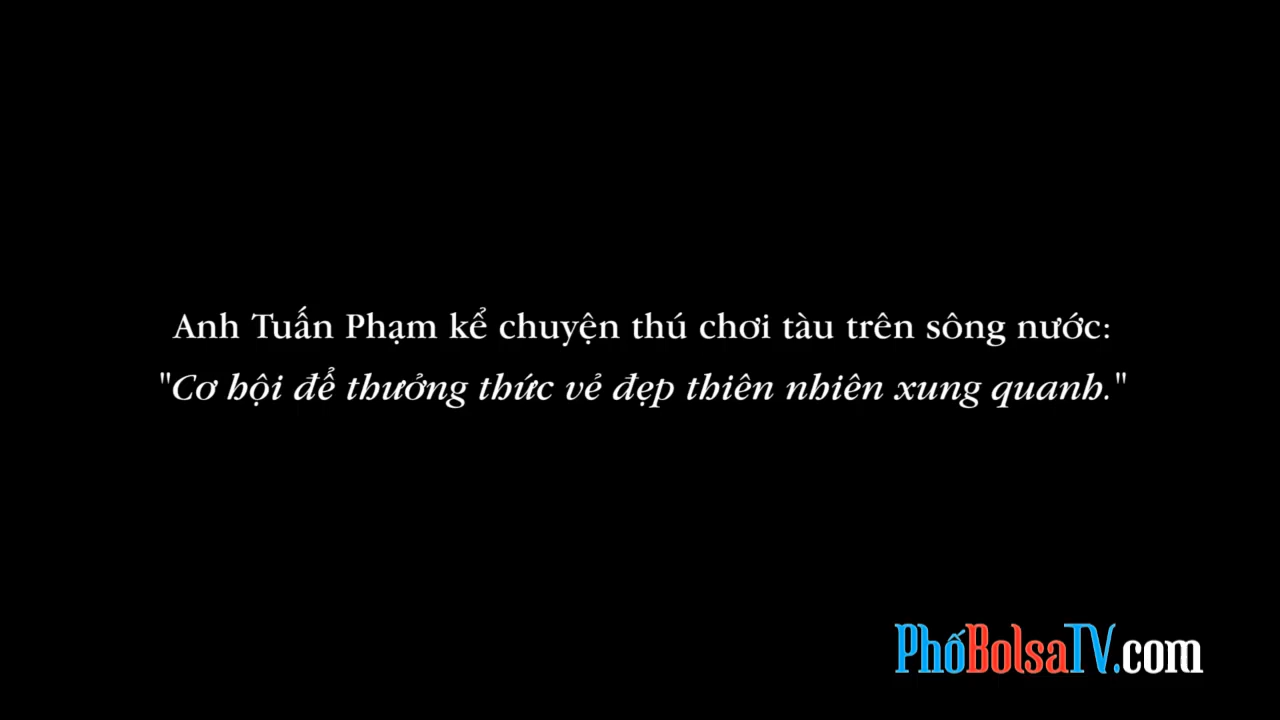 Anh Tuấn Phạm kể chuyện thú chơi tàu trên sông nước:
"Cơ hội để thưởng thức vẻ đẹp thiên nhiên xung quanh."
PhốBolsaTV.com